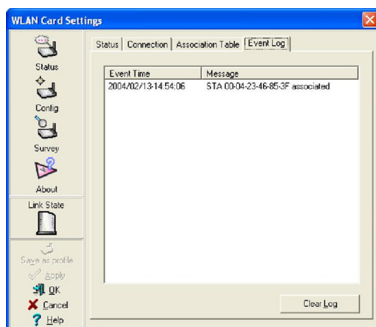 WLAN Card Settings
Status
Config
Survey
About
Link State
Save as profile
Apply
OK
Cancel
Help
Status Connection Association Table Event Log
Event Time Message
2004/02/13-14:54:06 STA 00-04-23-46-85-3F associated
Clear Log